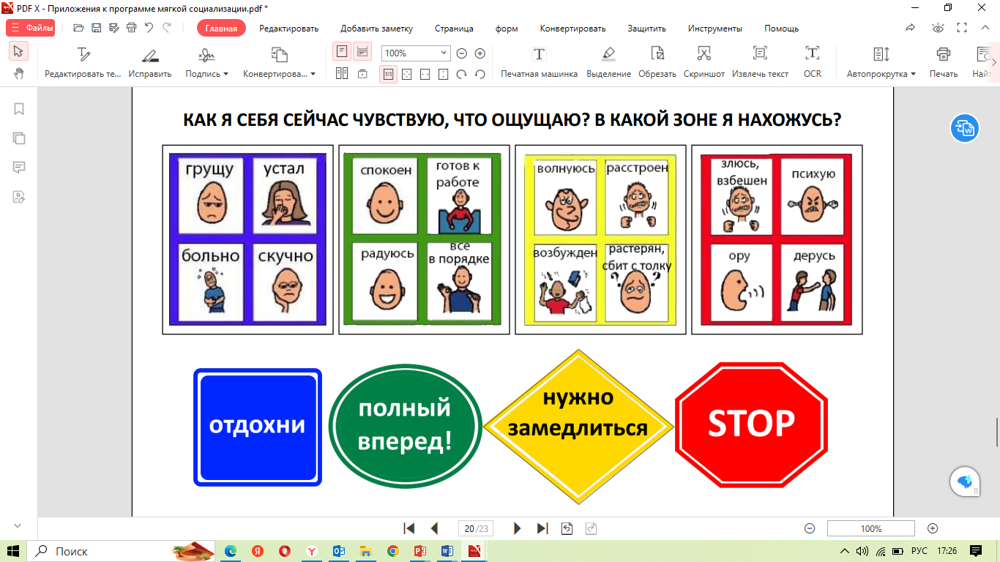 PDF X - Приложения к программе мягкой социализации.pdf *
Файлы
Главная
Редактировать
Добавить заметку
Страница
форм
Конвертировать
Защитить
Инструменты
Помощь
100%
Редактировать те...
Исправить
Подпись
Конвертирова...
Печатная машинка
Выделение
Обрезать
Скриншот
Извлечь текст
OCR
Автопрокрутка
Печать
Найт
КАК Я СЕБЯ СЕЙЧАС ЧУВСТВУЮ, ЧТО ОЩУЩАЮ? В КАКОЙ ЗОНЕ Я НАХОЖУСЬ?
грущу
устал
больно
скучно
спокоен
готов к
работе
радуюсь
все
в порядке
волнуюсь
расстроен
возбужден
растерян,
сбит с толку
злюсь,
взбешен
психую
ору
дерусь
отдохни
полный
вперед!
нужно
замедлиться
STOP
20/23
100%
Поиск
РУС
17:26